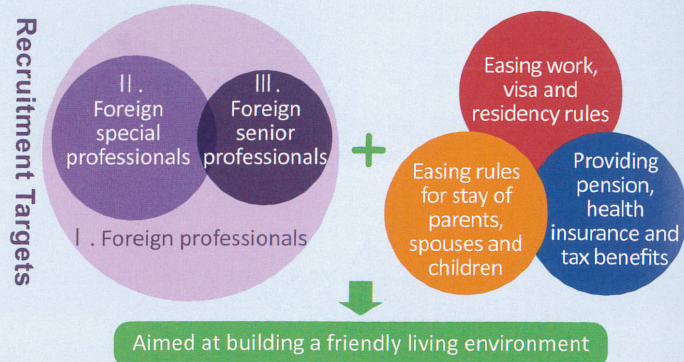 Recruitment Targets
II.
Foreign
special
professionals
III.
Foreign
senior
professionals
I. Foreign professionals
+
Easing work,
visa and
residency rules
Easing rules
for stay of
parents,
spouses and
children
Providing
pension,
health
insurance and
tax benefits
Aimed at building a friendly living environment